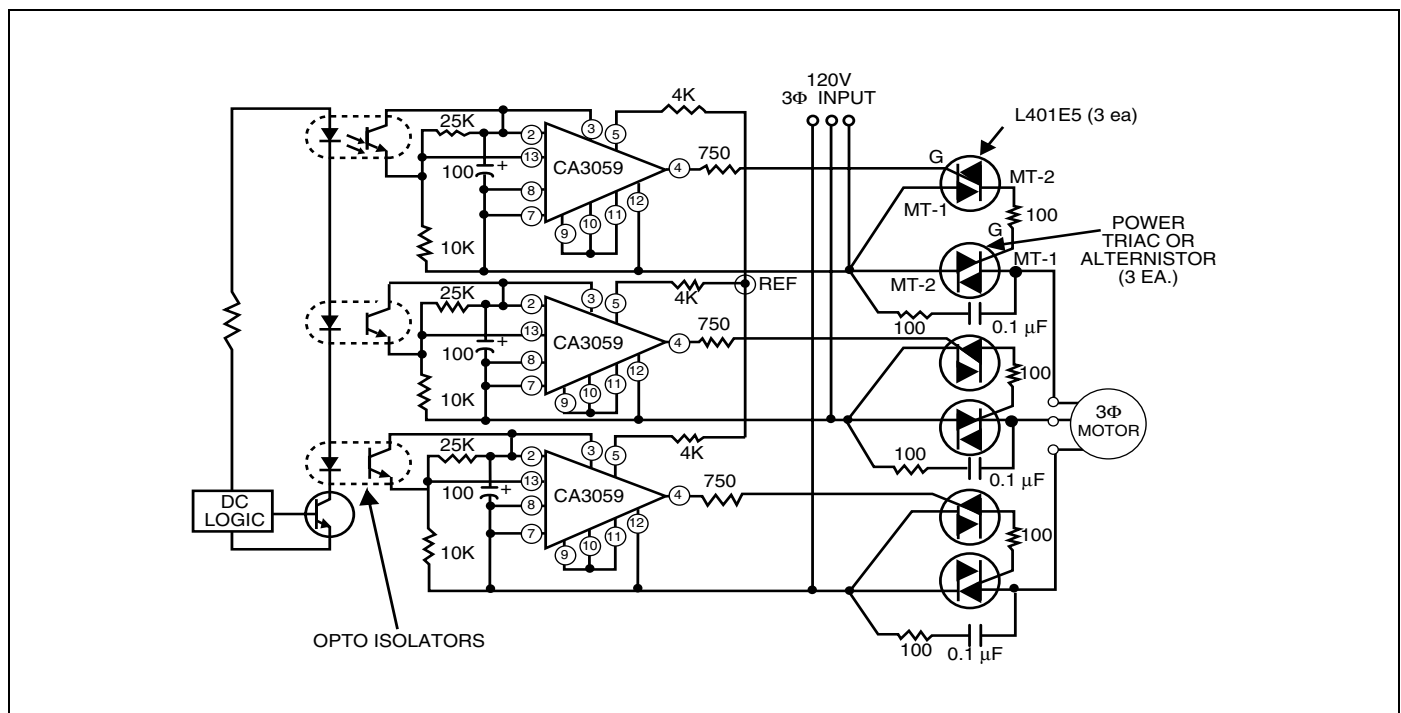 120V
3Φ INPUT
4K
L401E5 (3 ea)
25K
2
3
5
G
13
CA3059
4
750
MT-2
100
+
8
MT-1
100
7
12
11
10
9
G
POWER
TRIAC OR
ALTERNISTOR
(3 EA.)
10K
MT-1
MT-2
REF
25K
4K
2
3
5
100
0.1 µF
13
CA3059
4
750
100
+
8
100
7
12
11
10
9
10K
3Φ
MOTOR
25K
4K
2
3
5
100
0.1 µF
13
CA3059
4
750
100
+
8
DC
LOGIC
7
12
11
10
9
100
10K
OPTO ISOLATORS
100
0.1 µF